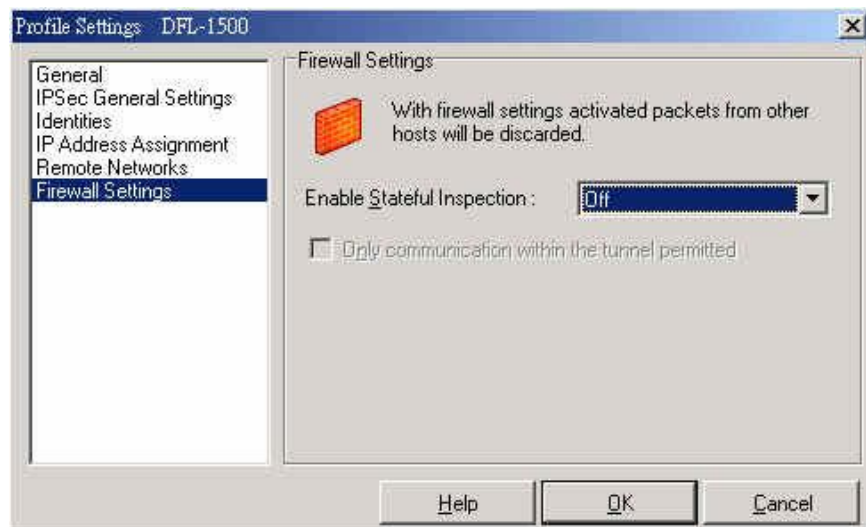 Profile Settings DFL-1500
General
IPSec General Settings
Identities
IP Address Assignment
Remote Networks
Firewall Settings
Firewall Settings
With firewall settings activated packets from other
hosts will be discarded.
Enable Stateful Inspection :
Off
Only communication within the tunnel permitted
Help
OK
Cancel